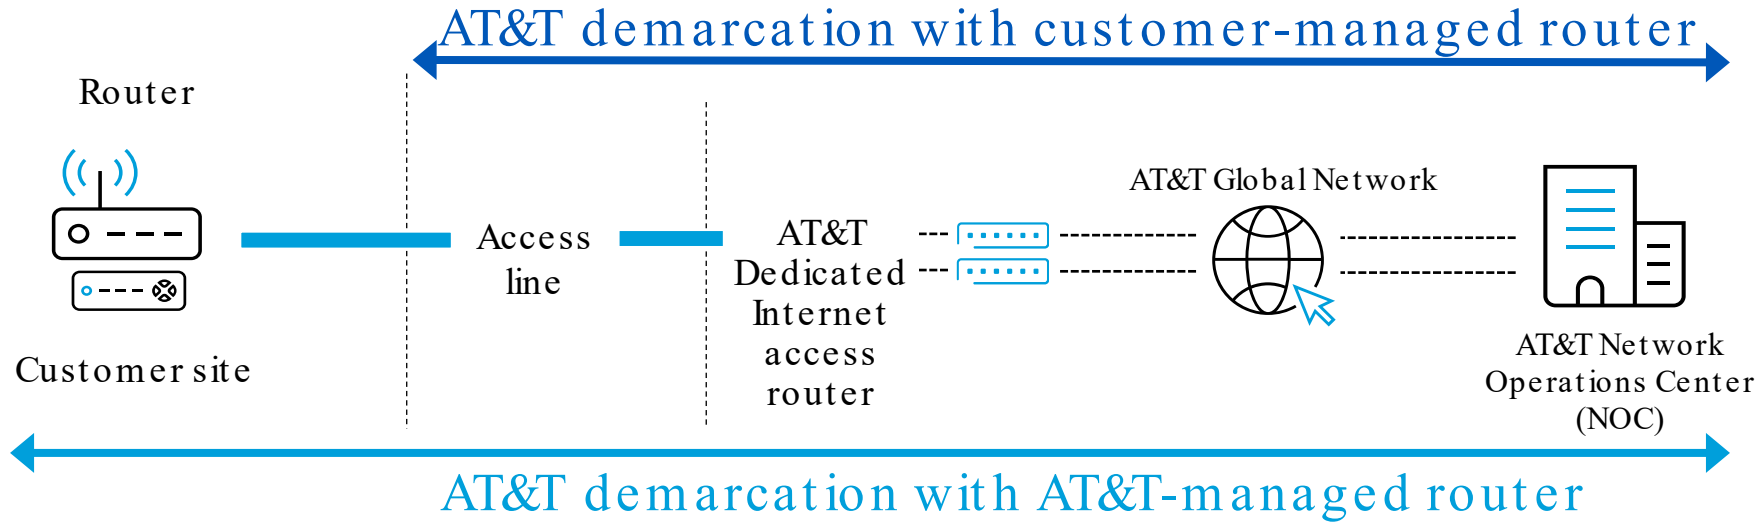 AT&T demarcation with customer-managed router
Router
Customer site
Access
line
AT&T
Dedicated
Internet
access
router
AT&T Global Network
AT&T Network
Operations Center
(NOC)
AT&T demarcation with AT&T-managed router